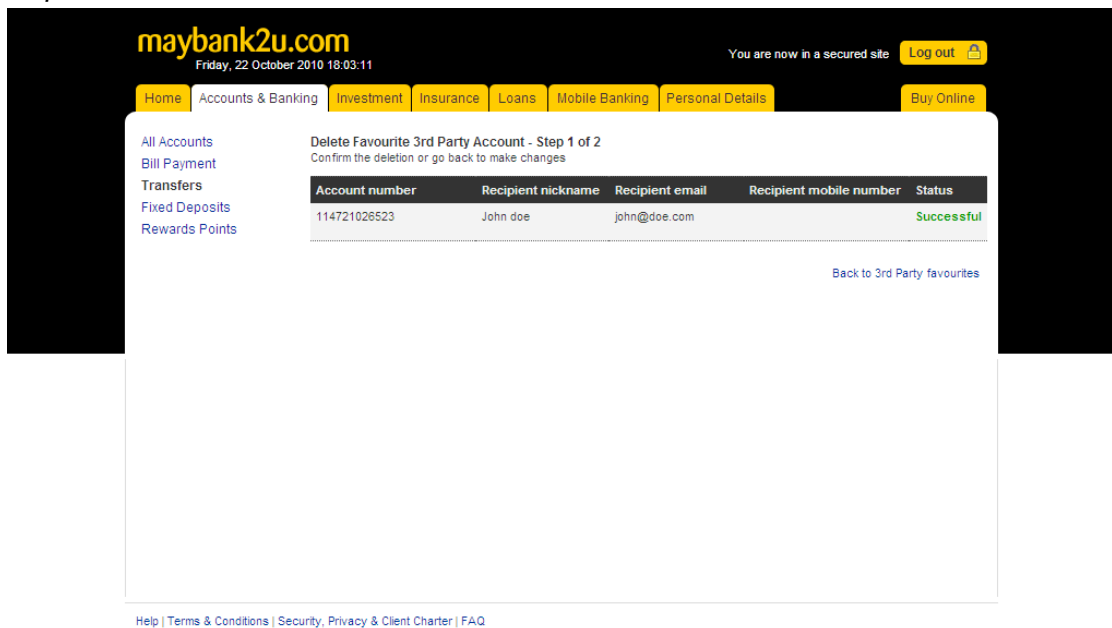 maybank2u.com
Friday, 22 October 2010 18:03:11
You are now in a secured site
Log out
Home Accounts & Banking Investment Insurance Loans Mobile Banking Personal Details Buy Online
All Accounts
Bill Payment
Transfers
Fixed Deposits
Rewards Points
Delete Favourite 3rd Party Account - Step 1 of 2
Confirm the deletion or go back to make changes
Account number Recipient nickname Recipient email Recipient mobile number Status
114721026523 John doe john@doe.com Successful
Back to 3rd Party favourites
Help | Terms & Conditions | Security, Privacy & Client Charter | FAQ